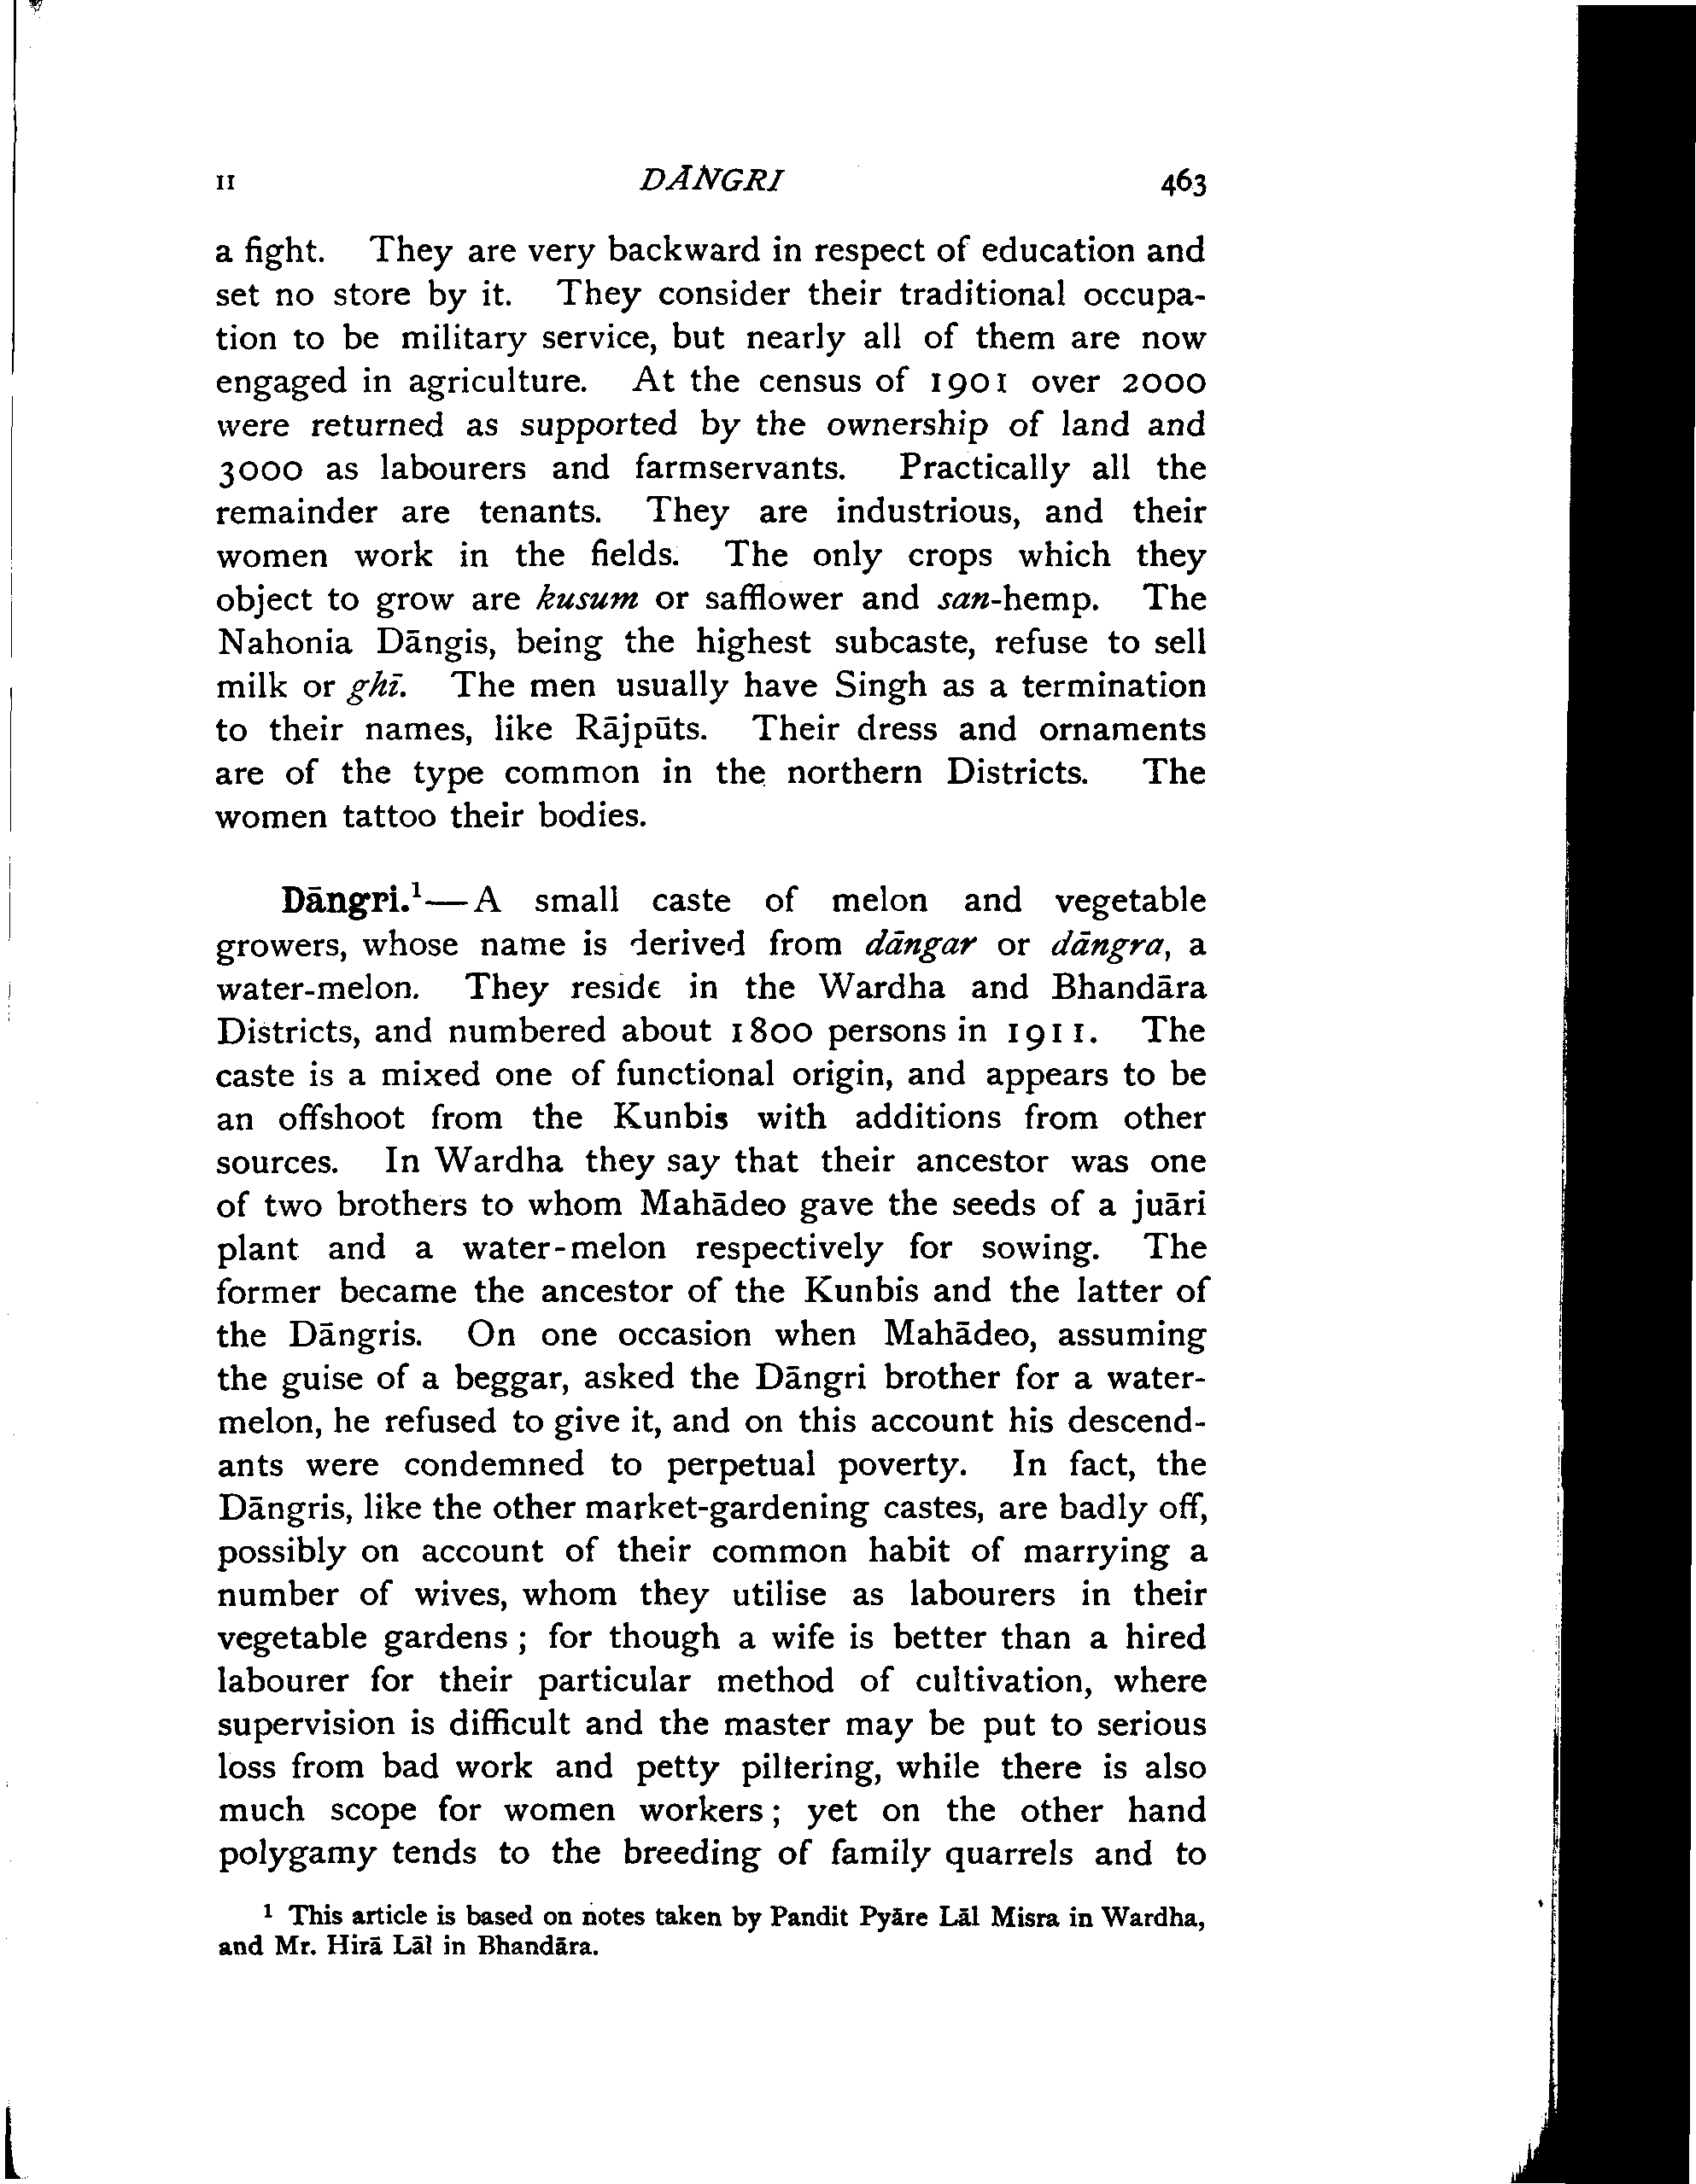 II DĀNGRI 463
a fight. They are very backward in respect of education and
set no store by it. They consider their traditional occupa-
tion to be military service, but nearly all of them are now
engaged in agriculture. At the census of 1901 over 2000
were returned as supported by the ownership of land and
3000 as labourers and farmservants. Practically all the
remainder are tenants. They are industrious, and their
women work in the fields. The only crops which they
object to grow are kusum or safflower and san-hemp. The
Nahonia Dāngis, being the highest subcaste, refuse to sell
milk or ghī. The men usually have Singh as a termination
to their names, like Rājpūts. Their dress and ornaments
are of the type common in the northern Districts. The
women tattoo their bodies.
Dāngri.¹—A small caste of melon and vegetable
growers, whose name is derived from dāngar or dāngra, a
water-melon. They reside in the Wardha and Bhandāra
Districts, and numbered about 1800 persons in 1911. The
caste is a mixed one of functional origin, and appears to be
an offshoot from the Kunbis with additions from other
sources. In Wardha they say that their ancestor was one
of two brothers to whom Mahādeo gave the seeds of a juāri
plant and a water-melon respectively for sowing. The
former became the ancestor of the Kunbis and the latter of
the Dāngris. On one occasion when Mahādeo, assuming
the guise of a beggar, asked the Dāngri brother for a water-
melon, he refused to give it, and on this account his descend-
ants were condemned to perpetual poverty. In fact, the
Dāngris, like the other market-gardening castes, are badly off,
possibly on account of their common habit of marrying a
number of wives, whom they utilise as labourers in their
vegetable gardens ; for though a wife is better than a hired
labourer for their particular method of cultivation, where
supervision is difficult and the master may be put to serious
loss from bad work and petty pilfering, while there is also
much scope for women workers ; yet on the other hand
polygamy tends to the breeding of family quarrels and to
¹ This article is based on notes taken by Pandit Pyāre Lāl Misra in Wardha,
and Mr. Hirā Lāl in Bhandāra.